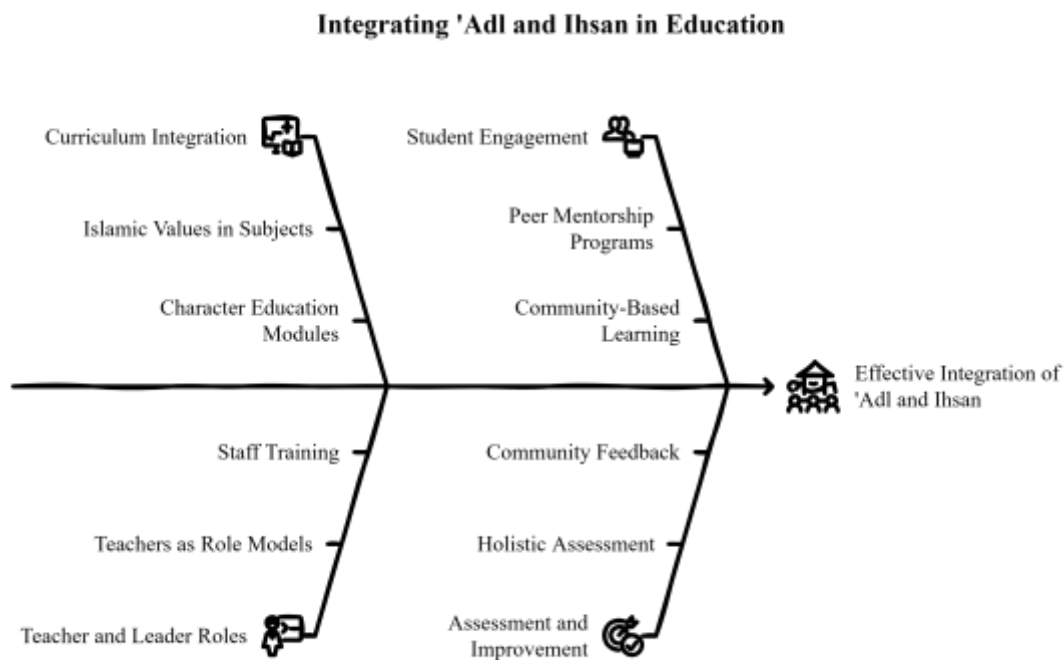 Integrating 'Adl and Ihsan in Education
Curriculum Integration
Islamic Values in Subjects
Character Education
Modules
Student Engagement
Peer Mentorship
Programs
Community-Based
Learning
Effective Integration of
'Adl and Ihsan
Staff Training
Teachers as Role Models
Teacher and Leader Roles
Community Feedback
Holistic Assessment
Assessment and
Improvement